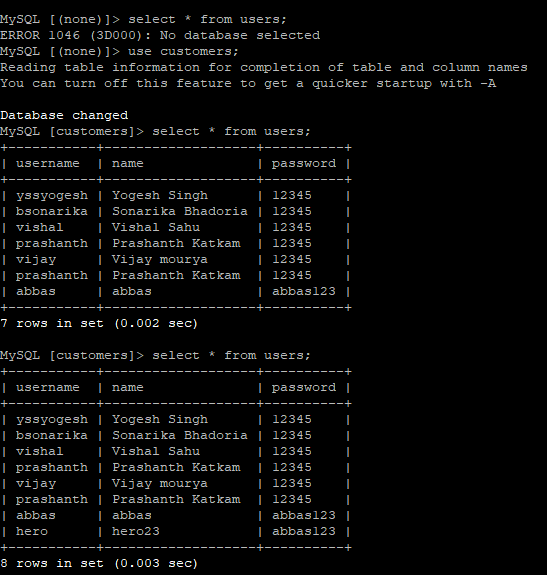 MySQL [(none)]> select * from users;
ERROR 1046 (3D000): No database selected
MySQL [(none)]> use customers;
Reading table information for completion of table and column names
You can turn off this feature to get a quicker startup with -A

Database changed
MySQL [customers]> select * from users;
+-----------+------------------+----------+
| username  | name             | password |
+-----------+------------------+----------+
| yssyogesh | Yogesh Singh     | 12345    |
| bsonarika | Sonarika Bhadoria | 12345    |
| vishal    | Vishal Sahu      | 12345    |
| prashanth | Prashanth Katkam | 12345    |
| vijay     | Vijay mourya     | 12345    |
| prashanth | Prashanth Katkam | 12345    |
| abbas     | abbas            | abbas123 |
+-----------+------------------+----------+
7 rows in set (0.002 sec)

MySQL [customers]> select * from users;
+-----------+------------------+----------+
| username  | name             | password |
+-----------+------------------+----------+
| yssyogesh | Yogesh Singh     | 12345    |
| bsonarika | Sonarika Bhadoria | 12345    |
| vishal    | Vishal Sahu      | 12345    |
| prashanth | Prashanth Katkam | 12345    |
| vijay     | Vijay mourya     | 12345    |
| prashanth | Prashanth Katkam | 12345    |
| abbas     | abbas            | abbas123 |
| hero      | hero23           | abbas123 |
+-----------+------------------+----------+
8 rows in set (0.003 sec)